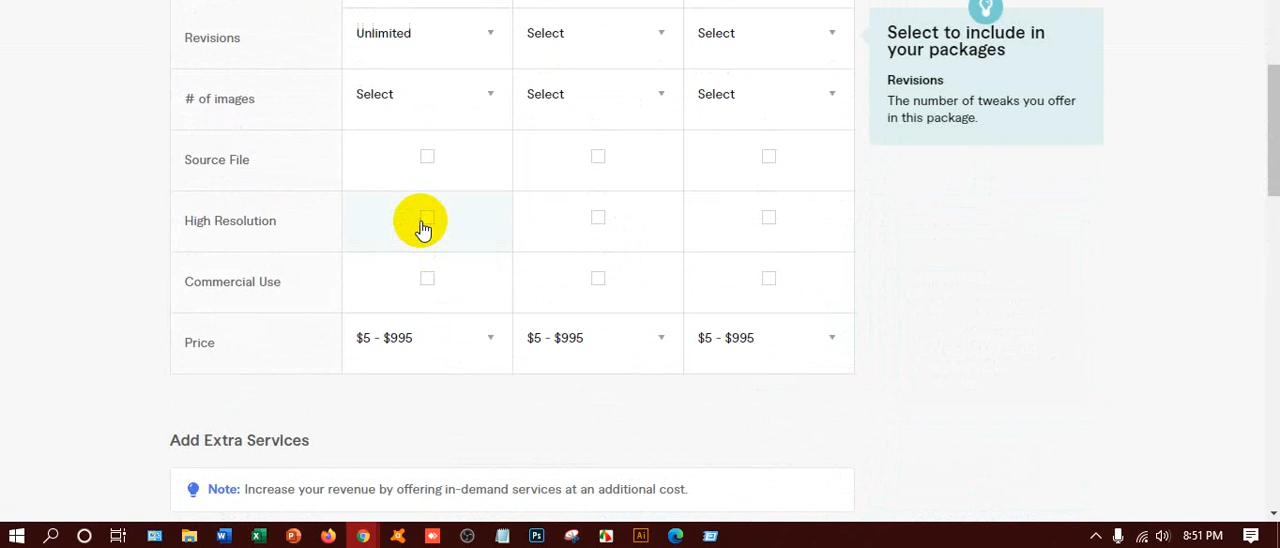 Revisions
Unlimited
Select
Select
# of images
Select
Select
Select
Source File
High Resolution
Commercial Use
Price
$5 - $995
$5 - $995
$5 - $995
Select to include in
your packages
Revisions
The number of tweaks you offer
in this package.
Add Extra Services
Note: Increase your revenue by offering in-demand services at an additional cost.
8:51 PM